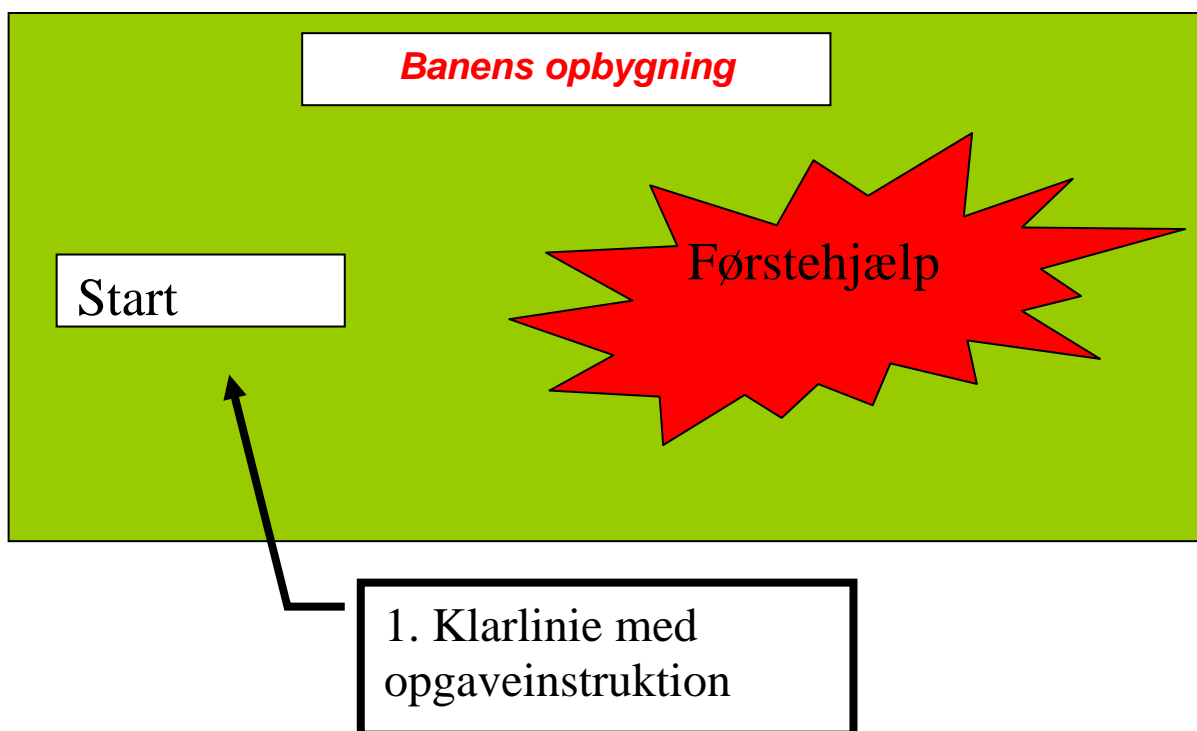 Banens opbygning
Førstehjælp
Start
1. Klarlinie med
opgaveinstruktion